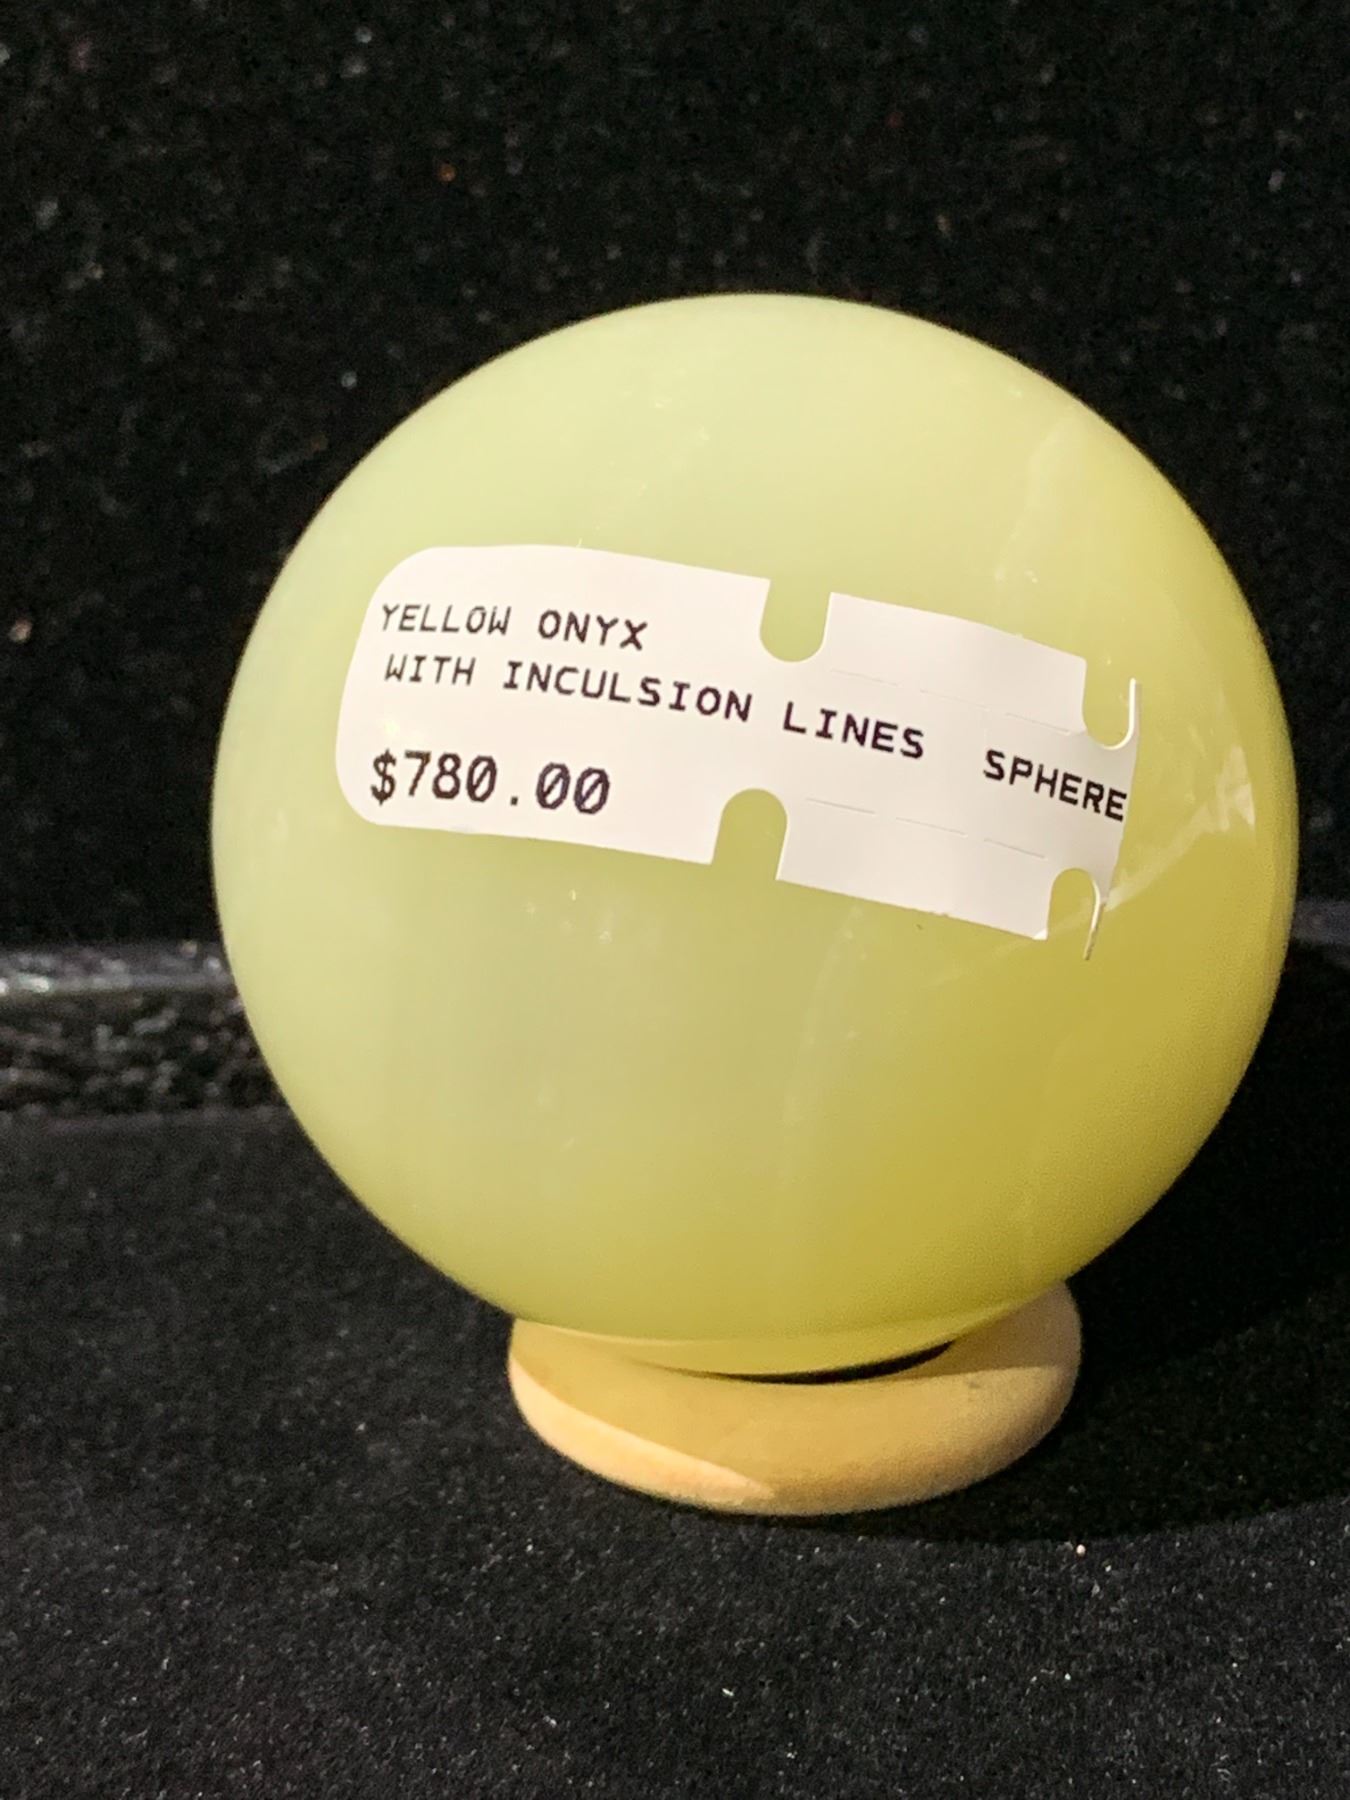 YELLOW ONYX
WITH INCULSION LINES SPHERE
$780.00